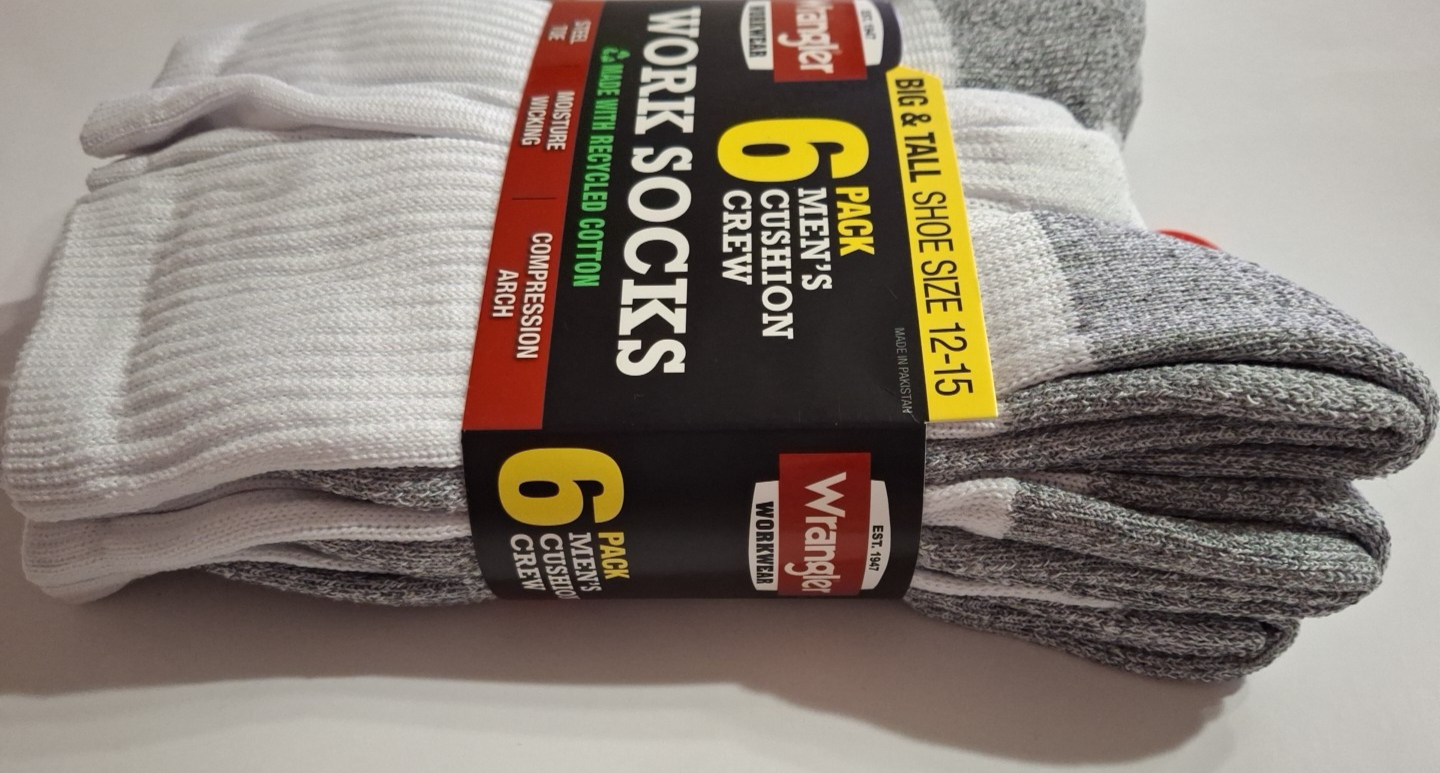 BIG & TALL SHOE SIZE 12-15
MADE IN PAKISTAN
EST. 1947
Wrangler
WORKWEAR
6 PACK
MEN'S
CUSHION
CREW
WORK SOCKS
MADE WITH RECYCLED COTTON
STEEL
TOE
MOISTURE
WICKING
COMPRESSION
ARCH
EST. 1947
Wrangler
WORKWEAR
6 PACK
MEN'S
CUSHION
CREW